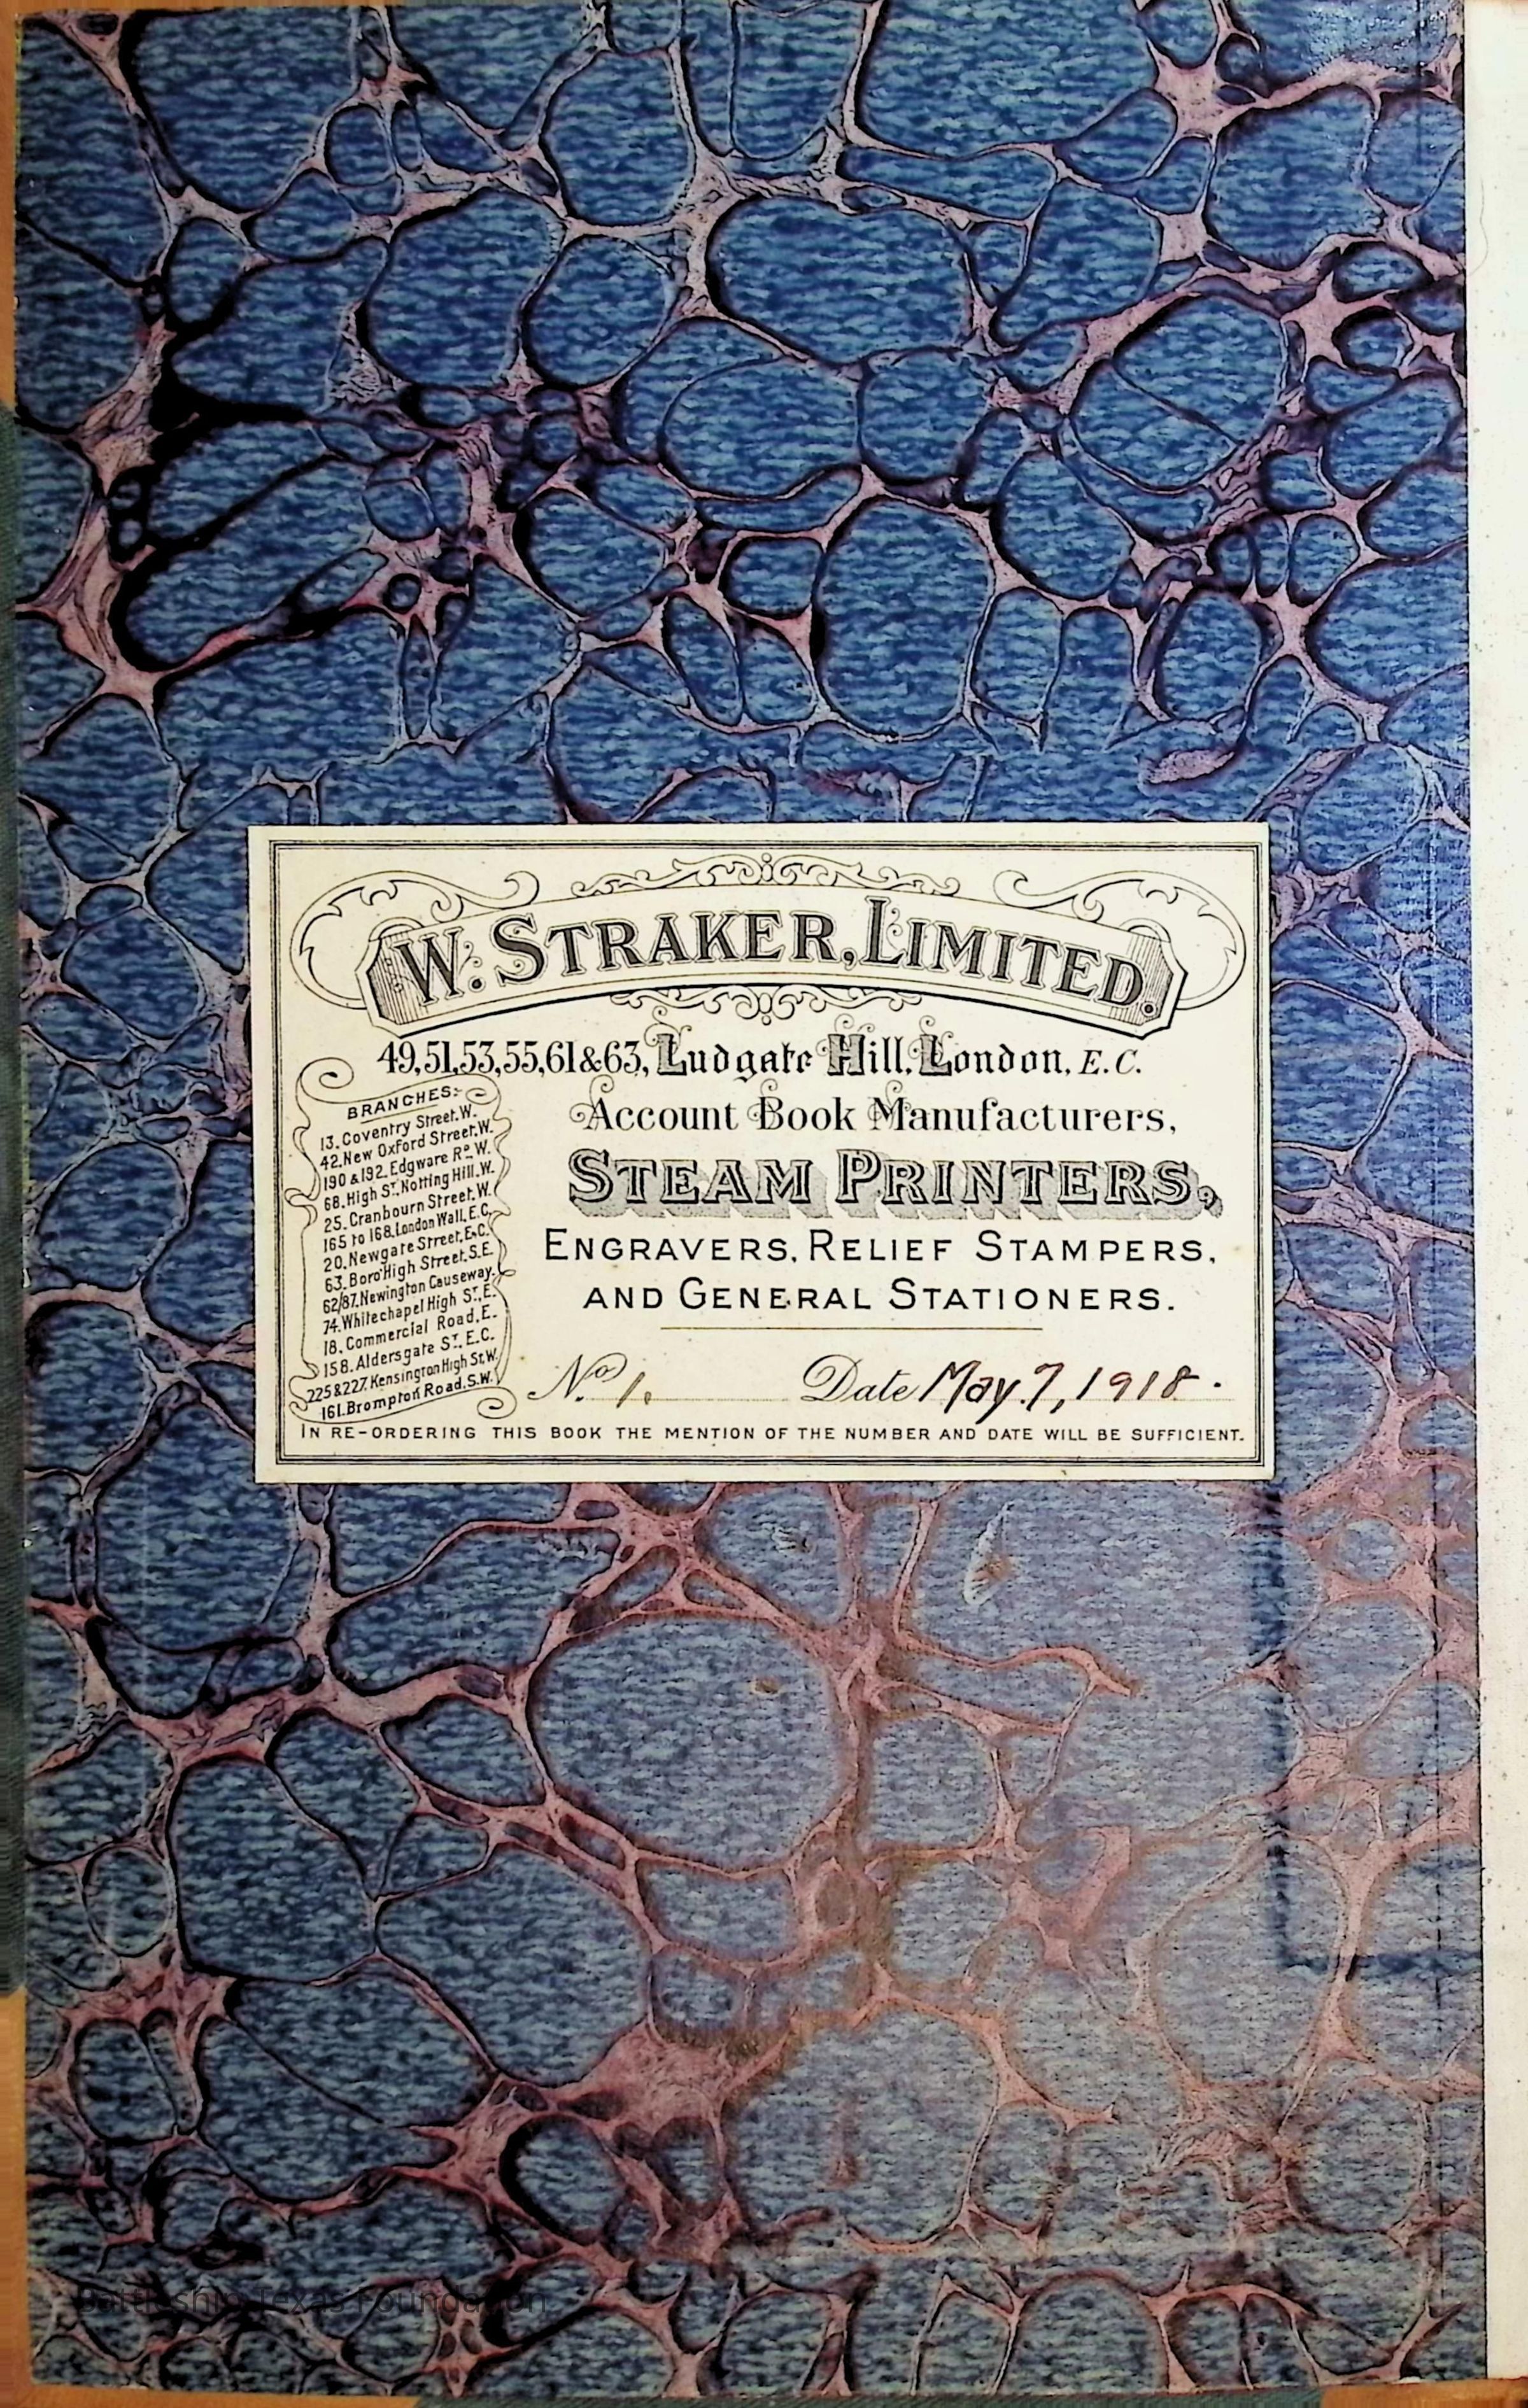 W. STRAKER, LIMITED.
49,51,53,55,61&63, Ludgate Hill, London, E.C.
BRANCHES:-
13. Coventry Street. W.
42. New Oxford Street. W.
190 & 192. Edgware Rd. W.
68. High St. Notting Hill. W.
25. Cranbourn Street. W.
165 to 168. London Wall. E.C.
20. Newgate Street. E.C.
63. Boro' High Street. S.E.
62/87. Newington Causeway.
74. Whitechapel High St., E.
18. Commercial Road. E.
158. Aldersgate St. E.C.
225 & 227. Kensington High St. W.
161. Brompton Road. S.W.
Account Book Manufacturers,
STEAM PRINTERS,
ENGRAVERS, RELIEF STAMPERS,
AND GENERAL STATIONERS.
No. 1. Date May. 7, 1918.
IN RE-ORDERING THIS BOOK THE MENTION OF THE NUMBER AND DATE WILL BE SUFFICIENT.
Battleship Texas Foundation